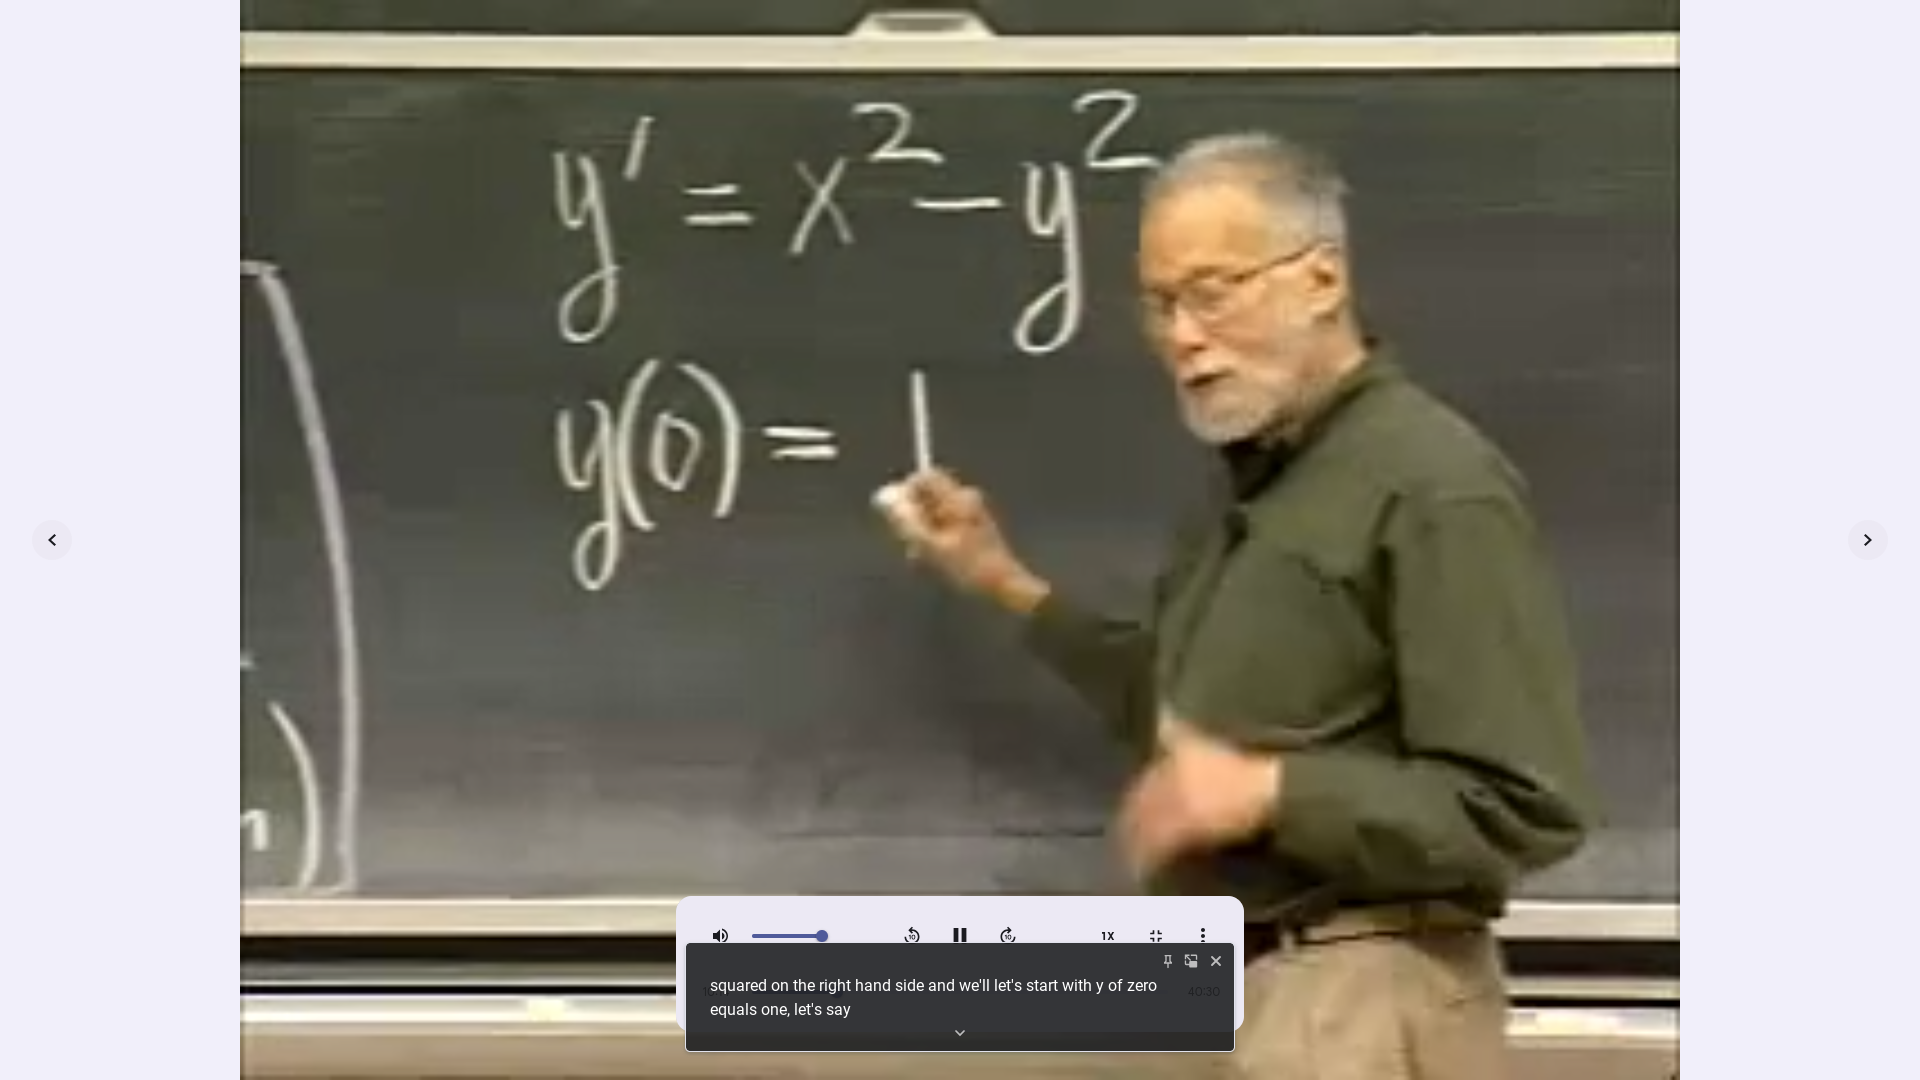 y' = x² - y²
y(0) = 1
)
1X
squared on the right hand side and we'll let's start with y of zero
equals one, let's say
40:30